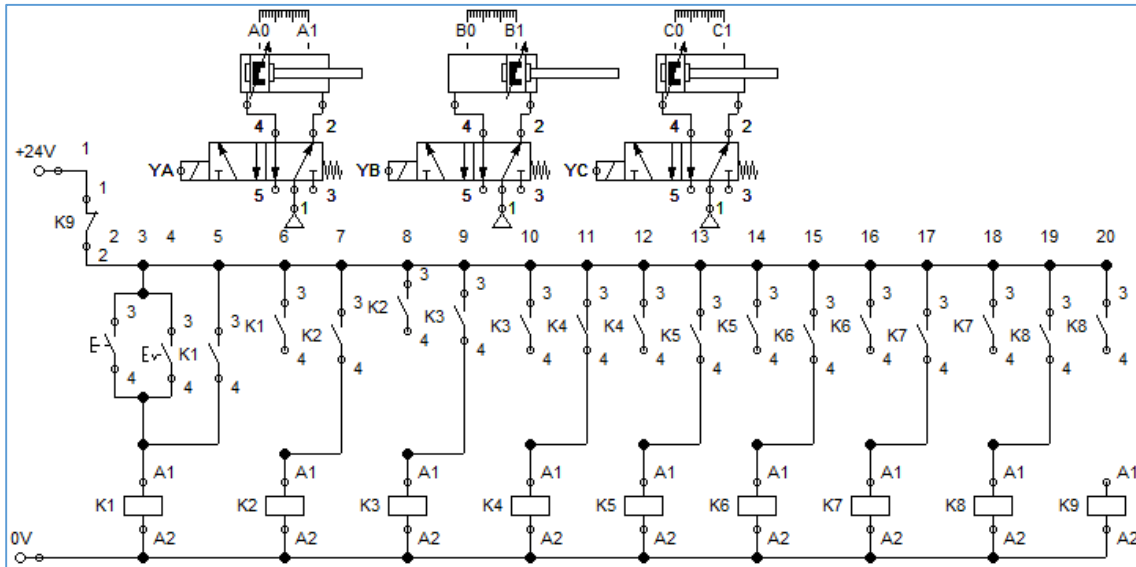 A0 A1 B0 B1 C0 C1
4 2 4 2 4 2
+24V 1
YA YB YC
5 3 5 3 5 3
1 1 1
1
K9
2
2 3 4 5 6 7 8 9 10 11 12 13 14 15 16 17 18 19 20
3 3 3 3 3 3 3 3 3 3 3 3 3 3 3 3 3 3
K1 K1 K2 K2 K3 K3 K4 K4 K5 K5 K6 K6 K7 K7 K8 K8
4 4 4 4 4 4 4 4 4 4 4 4 4 4 4 4 4 4
A1 A1 A1 A1 A1 A1 A1 A1 A1
K1 K2 K3 K4 K5 K6 K7 K8 K9
A2 A2 A2 A2 A2 A2 A2 A2 A2
0V